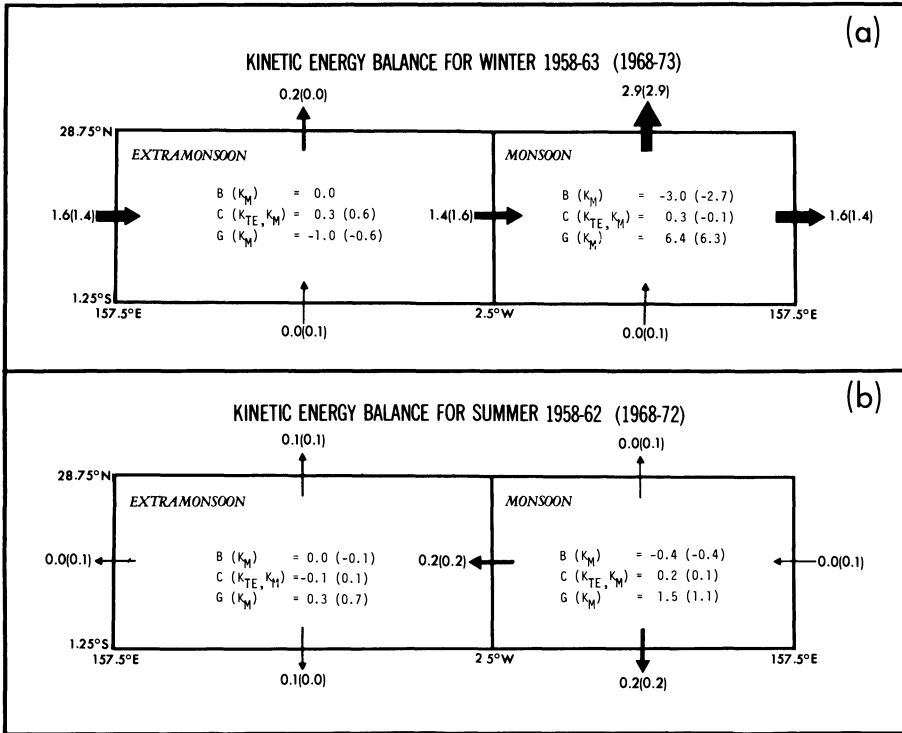 (a)
KINETIC ENERGY BALANCE FOR WINTER 1958-63 (1968-73)
0.2(0.0)
2.9(2.9)
28.75°N
EXTRAMONSOON
MONSOON
B (K_M) = 0.0
C (K_TE, K_M) = 0.3 (0.6)
G (K_M) = -1.0 (-0.6)
B (K_M) = -3.0 (-2.7)
C (K_TE, K_M) = 0.3 (-0.1)
G (K_M) = 6.4 (6.3)
1.6(1.4)
1.4(1.6)
1.6(1.4)
1.25°S
157.5°E
2.5°W
157.5°E
0.0(0.1)
0.0(0.1)
(b)
KINETIC ENERGY BALANCE FOR SUMMER 1958-62 (1968-72)
0.1(0.1)
0.0(0.1)
28.75°N
EXTRAMONSOON
MONSOON
0.0(0.1)
B (K_M) = 0.0 (-0.1)
C (K_TE, K_M) =-0.1 (0.1)
G (K_M) = 0.3 (0.7)
0.2(0.2)
B (K_M) = -0.4 (-0.4)
C (K_TE, K_M) = 0.2 (0.1)
G (K_M) = 1.5 (1.1)
0.0(0.1)
1.25°S
157.5°E
2 5°W
157.5°E
0.1(0.0)
0.2(0.2)